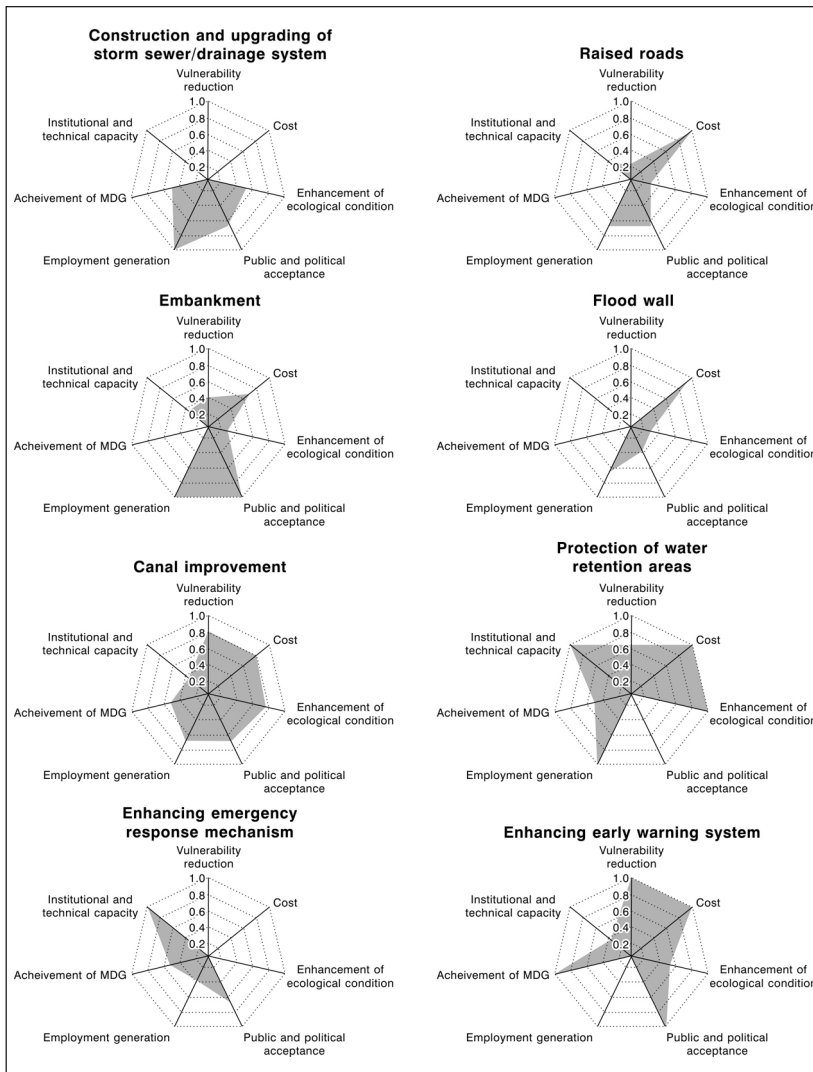 Construction and upgrading of
storm sewer/drainage system
Vulnerability
reduction
1.0
0.8
0.6
0.4
0.2
Cost
Enhancement of
ecological condition
Public and political
acceptance
Employment generation
Acheivement of MDG
Institutional and
technical capacity
Raised roads
Vulnerability
reduction
1.0
0.8
0.6
0.4
0.2
Cost
Enhancement of
ecological condition
Public and political
acceptance
Employment generation
Acheivement of MDG
Institutional and
technical capacity
Embankment
Vulnerability
reduction
1.0
0.8
0.6
0.4
0.2
Cost
Enhancement of
ecological condition
Public and political
acceptance
Employment generation
Acheivement of MDG
Institutional and
technical capacity
Flood wall
Vulnerability
reduction
1.0
0.8
0.6
0.4
0.2
Cost
Enhancement of
ecological condition
Public and political
acceptance
Employment generation
Acheivement of MDG
Institutional and
technical capacity
Canal improvement
Vulnerability
reduction
1.0
0.8
0.6
0.4
0.2
Cost
Enhancement of
ecological condition
Public and political
acceptance
Employment generation
Acheivement of MDG
Institutional and
technical capacity
Protection of water
retention areas
Vulnerability
reduction
1.0
0.8
0.6
0.4
0.2
Cost
Enhancement of
ecological condition
Public and political
acceptance
Employment generation
Acheivement of MDG
Institutional and
technical capacity
Enhancing emergency
response mechanism
Vulnerability
reduction
1.0
0.8
0.6
0.4
0.2
Cost
Enhancement of
ecological condition
Public and political
acceptance
Employment generation
Acheivement of MDG
Institutional and
technical capacity
Enhancing early warning system
Vulnerability
reduction
1.0
0.8
0.6
0.4
0.2
Cost
Enhancement of
ecological condition
Public and political
acceptance
Employment generation
Acheivement of MDG
Institutional and
technical capacity